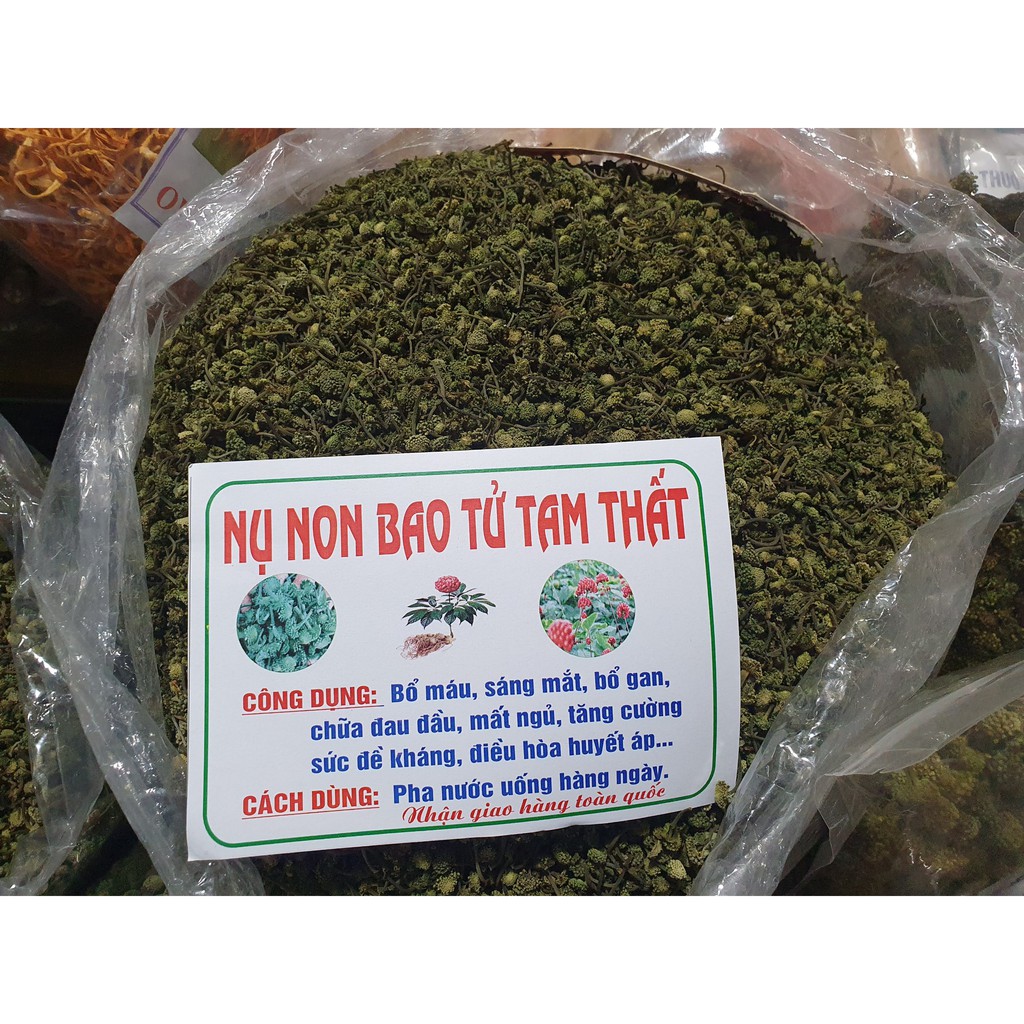 NỤ NON BAO TỬ TAM THẤT
CÔNG DỤNG: Bổ máu, sáng mắt, bổ gan,
chữa đau đầu, mất ngủ, tăng cường
sức đề kháng, điều hòa huyết áp...
CÁCH DÙNG: Pha nước uống hàng ngày.
Nhận giao hàng toàn quốc